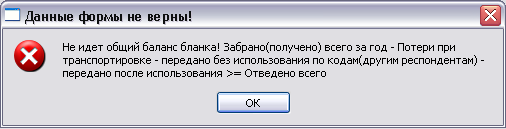 Данные формы не верны!
Не идет общий баланс бланка! Забрано(получено) всего за год - Потери при
транспортировке - передано без использования по кодам(другим респондентам) -
передано после использования >= Отведено всего
OK